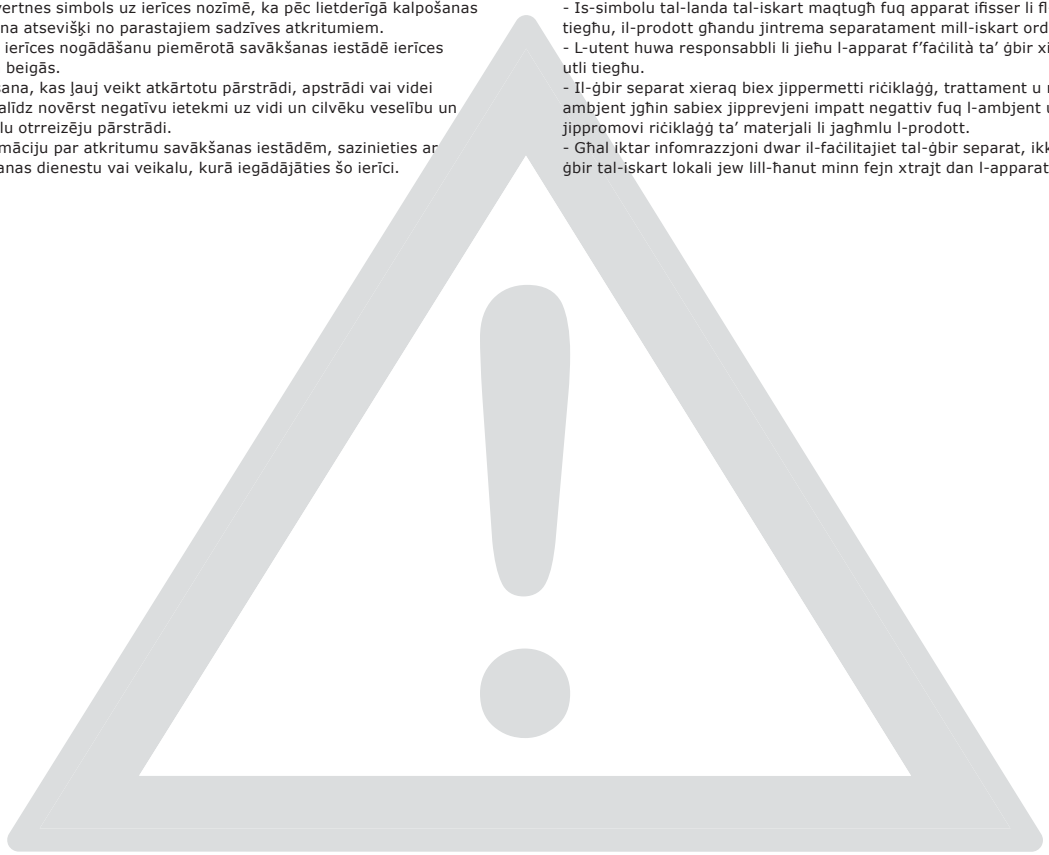 vertnes simbols uz ierīces nozīmē, ka pēc lietderīgā kalpošanas
na atsevišķi no parastajiem sadzīves atkritumiem.
ierīces nogādāšanu piemērotā savākšanas iestādē ierīces
beigās.
šana, kas ļauj veikt atkārtotu pārstrādi, apstrādi vai videi
alīdz novērst negatīvu ietekmi uz vidi un cilvēku veselību un
lu otrreizēju pārstrādi.
māciju par atkritumu savākšanas iestādēm, sazinieties ar
anas dienestu vai veikalu, kurā iegādājāties šo ierīci.
- Is-simbolu tal-landa tal-iskart maqtugħ fuq apparat ifisser li fl
tiegħu, il-prodott għandu jintrema separatament mill-iskart ord
- L-utent huwa responsabbli li jieħu l-apparat f'faċilità ta' ġbir xi
utli tiegħu.
- Il-ġbir separat xieraq biex jippermetti riċiklaġġ, trattament u
ambjent jgħin sabiex jipprevjeni impatt negattiv fuq l-ambjent u
jippromovi riċiklaġġ ta' materjali li jagħmlu l-prodott.
- Għal iktar infomrazzjoni dwar il-faċilitajiet tal-ġbir separat, ikk
ġbir tal-iskart lokali jew lill-ħanut minn fejn xtrajt dan l-apparat